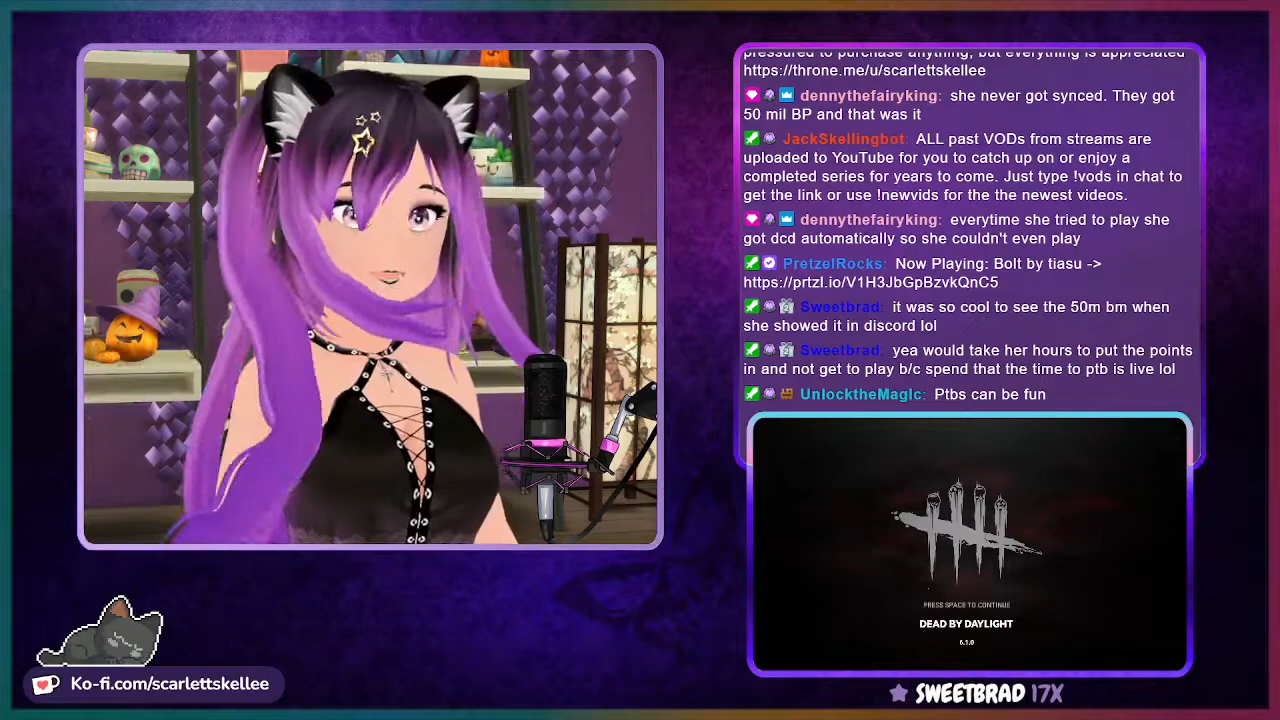 pressured to purchase anything, but everything is appreciated
https://throne.me/u/scarlettskellee
dennythefairyking: she never got synced. They got
50 mil BP and that was it
JackSkellingbot: ALL past VODs from streams are
uploaded to YouTube for you to catch up on or enjoy a
completed series for years to come. Just type !vods in chat to
get the link or use !newvids for the the newest videos.
dennythefairyking: everytime she tried to play she
got dcd automatically so she couldn't even play
PretzelRocks: Now Playing: Bolt by tiasu ->
https://prtzl.io/V1H3JbGpBzvkQnC5
Sweetbrad: it was so cool to see the 50m bm when
she showed it in discord lol
Sweetbrad: yea would take her hours to put the points
in and not get to play b/c spend that the time to ptb is live lol
UnlocktheMagIc: Ptbs can be fun
PRESS SPACE TO CONTINUE
DEAD BY DAYLIGHT
6.1.0
Ko-fi.com/scarlettskellee
SWEETBRAD 17X